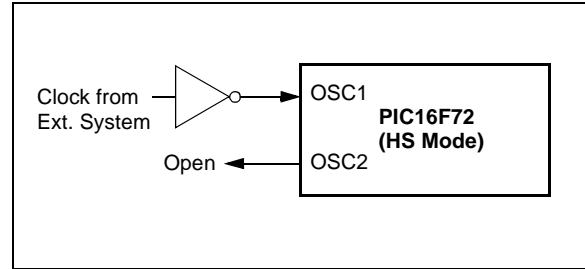 Clock from
Ext. System
OSC1
PIC16F72
(HS Mode)
Open
OSC2